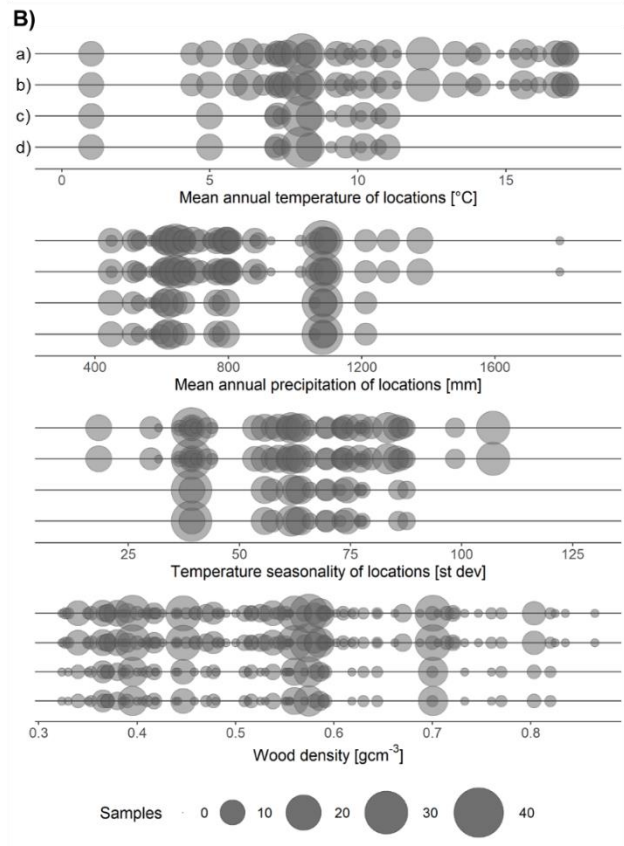 B)
a)
b)
c)
d)
0 5 10 15
Mean annual temperature of locations [°C]
400 800 1200 1600
Mean annual precipitation of locations [mm]
25 50 75 100 125
Temperature seasonality of locations [st dev]
0.3 0.4 0.5 0.6 0.7 0.8
Wood density [gcm⁻³]
Samples 0 10 20 30 40